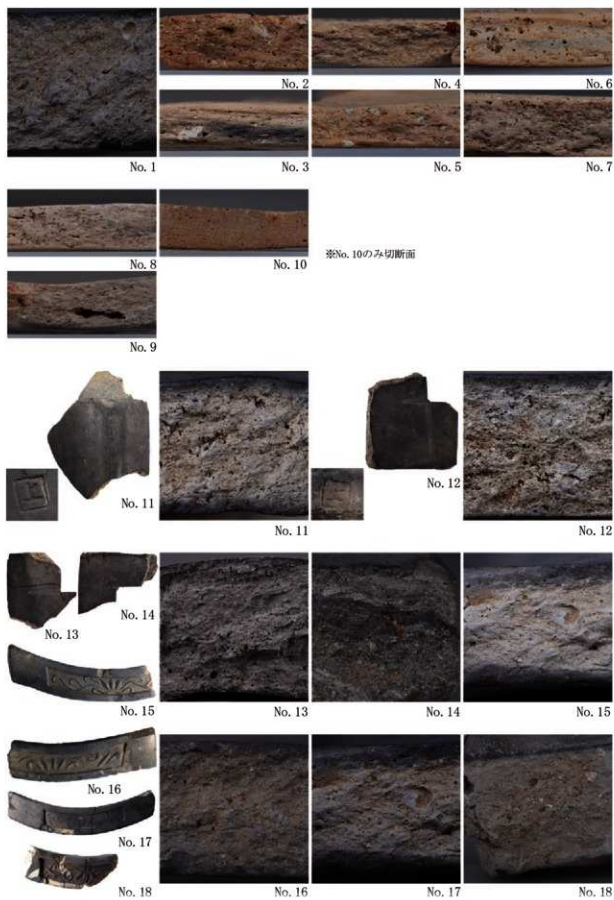 No. 2
No. 4
No. 6
No. 1
No. 3
No. 5
No. 7
No. 8
No. 10
※No. 10のみ切断面
No. 9
No. 11
No. 11
No. 12
No. 12
No. 13
No. 14
No. 15
No. 13
No. 14
No. 15
No. 16
No. 17
No. 18
No. 16
No. 17
No. 18